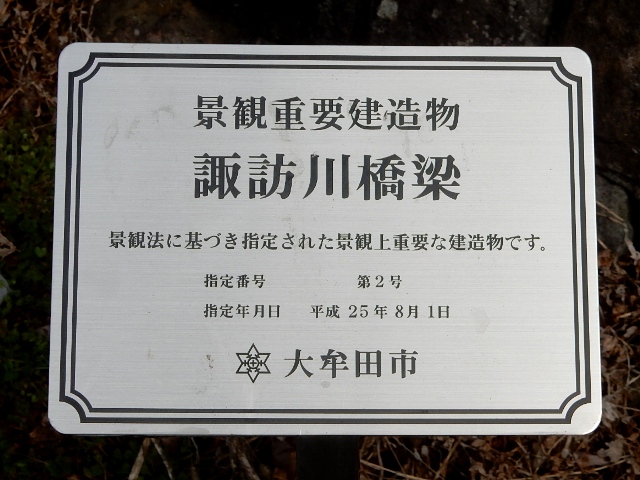 景観重要建造物
諏訪川橋梁
景観法に基づき指定された景観上重要な建造物です。
指定番号 第2号
指定年月日 平成 25年 8月 1日
大牟田市